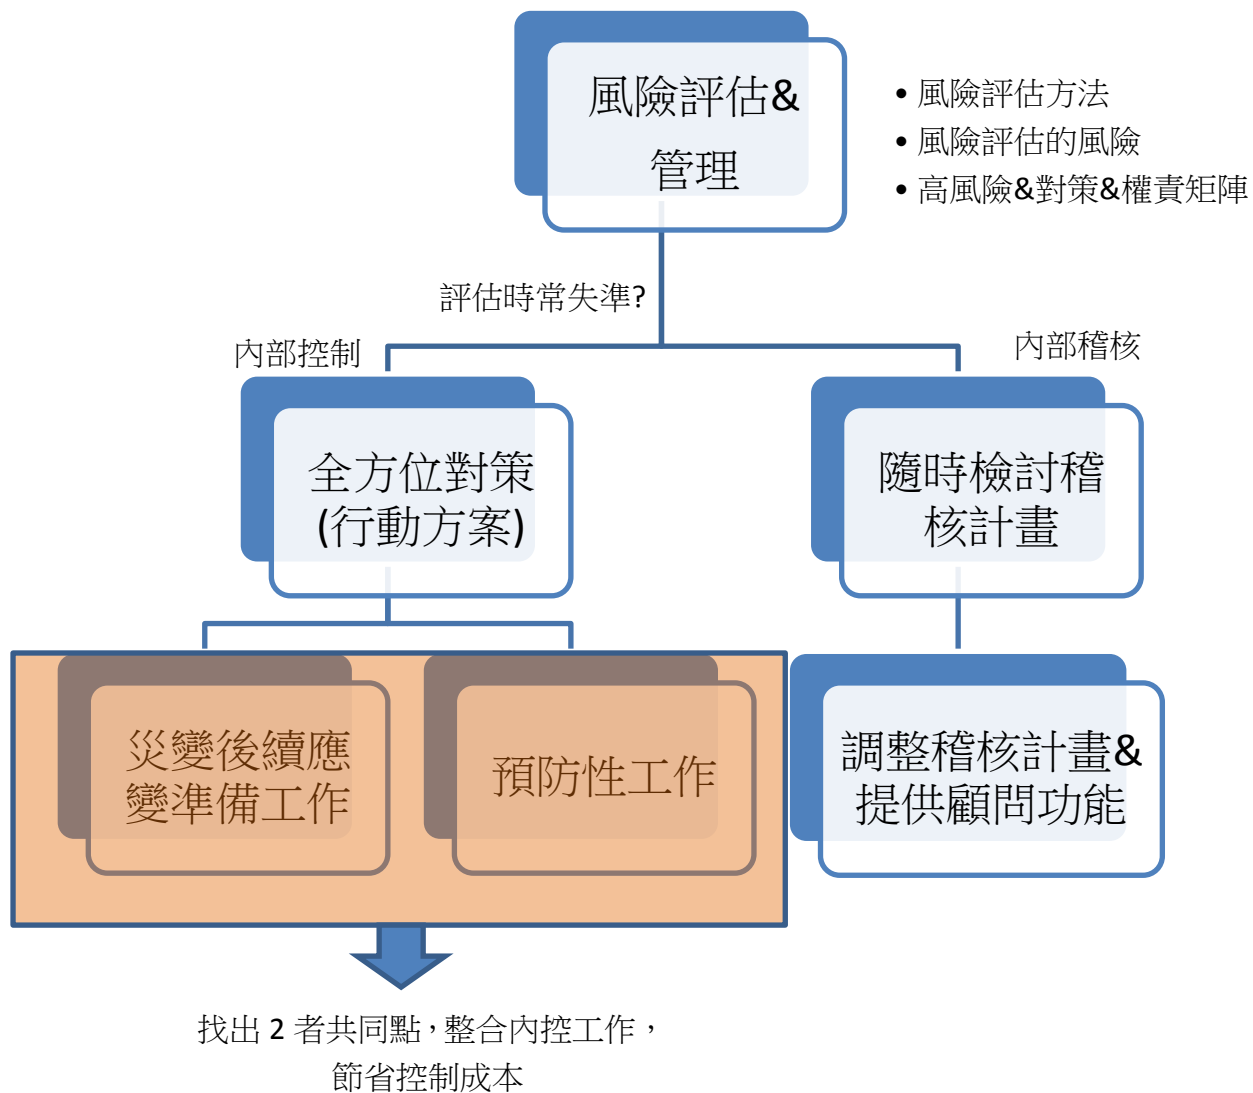 風險評估&
管理
• 風險評估方法
• 風險評估的風險
• 高風險&對策&權責矩陣
評估時常失準?
內部控制
內部稽核
全方位對策
(行動方案)
隨時檢討稽
核計畫
災變後續應
變準備工作
預防性工作
調整稽核計畫&
提供顧問功能
找出 2 者共同點，整合內控工作，
節省控制成本